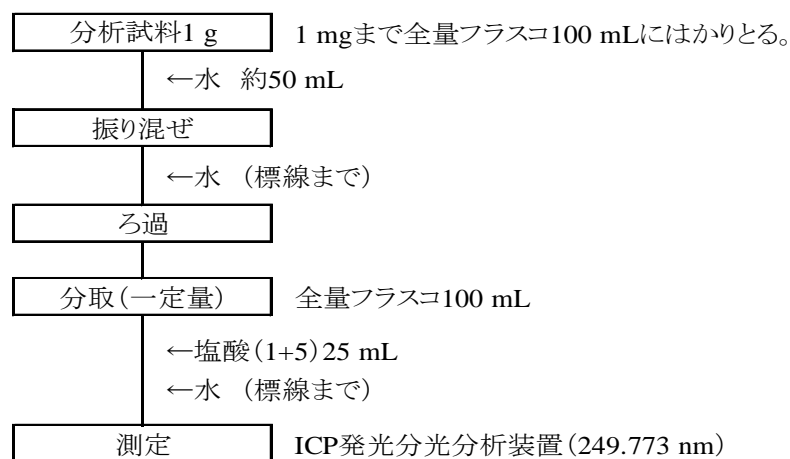 分析試料1 g 1 mgまで全量フラスコ100 mLにはかりとる。
←水 約50 mL
振り混ぜ
←水 （標線まで）
ろ過
分取（一定量） 全量フラスコ100 mL
←塩酸（1+5）25 mL
←水 （標線まで）
測定 ICP発光分光分析装置（249.773 nm）